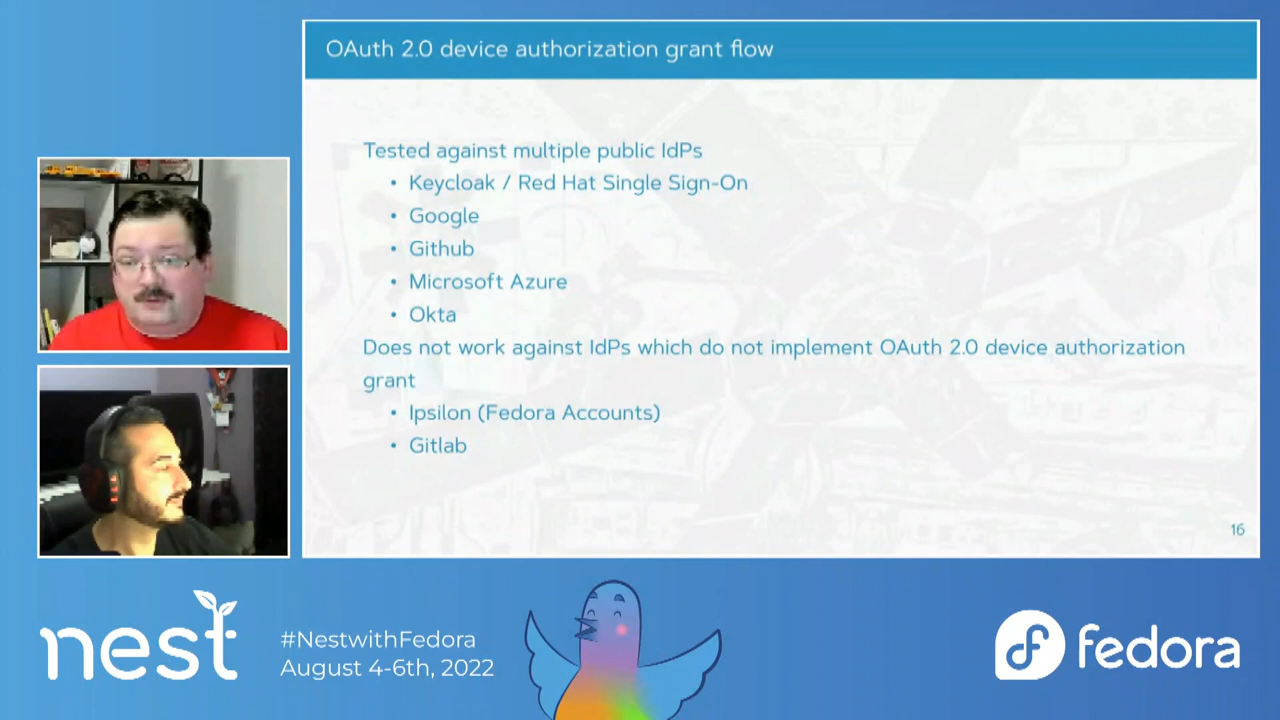 OAuth 2.0 device authorization grant flow
Tested against multiple public IdPs
• Keycloak / Red Hat Single Sign-On
• Google
• Github
• Microsoft Azure
• Okta
Does not work against IdPs which do not implement OAuth 2.0 device authorization
grant
• Ipsilon (Fedora Accounts)
• Gitlab
16
nest
#NestwithFedora
August 4-6th, 2022
fedora